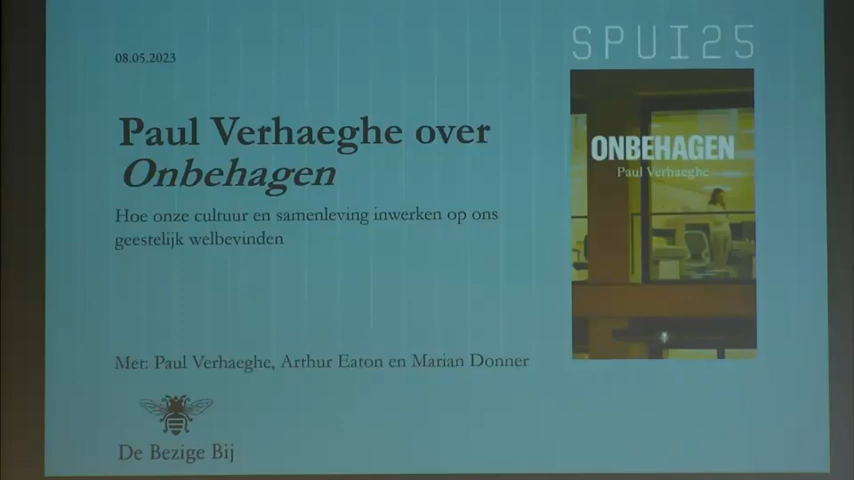 08.05.2023
SPUI25
Paul Verhaeghe over
Onbehagen
Hoe onze cultuur en samenleving inwerken op ons
geestelijk welbevinden
ONBEHAGEN
Paul Verhaeghe
Met: Paul Verhaeghe, Arthur Eaton en Marian Donner
De Bezige Bij